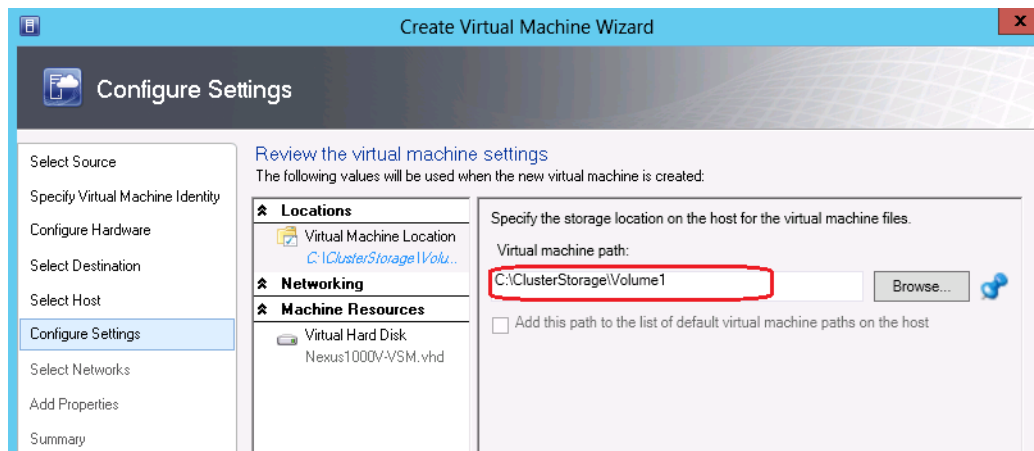 Create Virtual Machine Wizard
x
Configure Settings
Select Source
Specify Virtual Machine Identity
Configure Hardware
Select Destination
Select Host
Configure Settings
Select Networks
Add Properties
Summary
Review the virtual machine settings
The following values will be used when the new virtual machine is created:
Locations
Virtual Machine Location
C:\ClusterStorage\Volu...
Networking
Machine Resources
Virtual Hard Disk
Nexus1000V-VSM.vhd
Specify the storage location on the host for the virtual machine files.
Virtual machine path:
C:\ClusterStorage\Volume1
Browse...
Add this path to the list of default virtual machine paths on the host